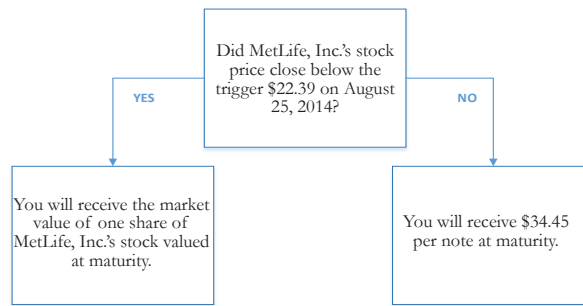 Did MetLife, Inc.'s stock
price close below the
trigger $22.39 on August
25, 2014?
YES
NO
You will receive the market
value of one share of
MetLife, Inc.'s stock valued
at maturity.
You will receive $34.45
per note at maturity.